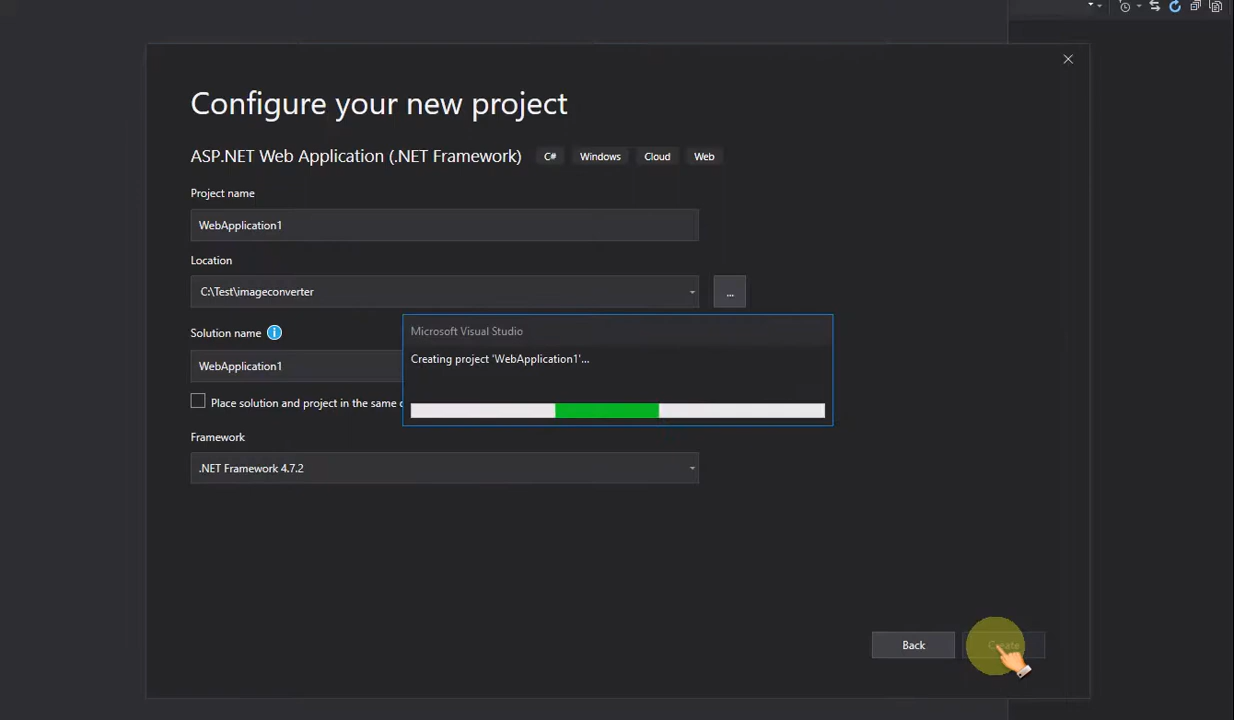 Configure your new project
ASP.NET Web Application (.NET Framework) C# Windows Cloud Web
Project name
WebApplication1
Location
C:\Test\imageconverter
...
Solution name
Microsoft Visual Studio
Creating project 'WebApplication1'...
WebApplication1
Place solution and project in the same
Framework
.NET Framework 4.7.2
Back
Create